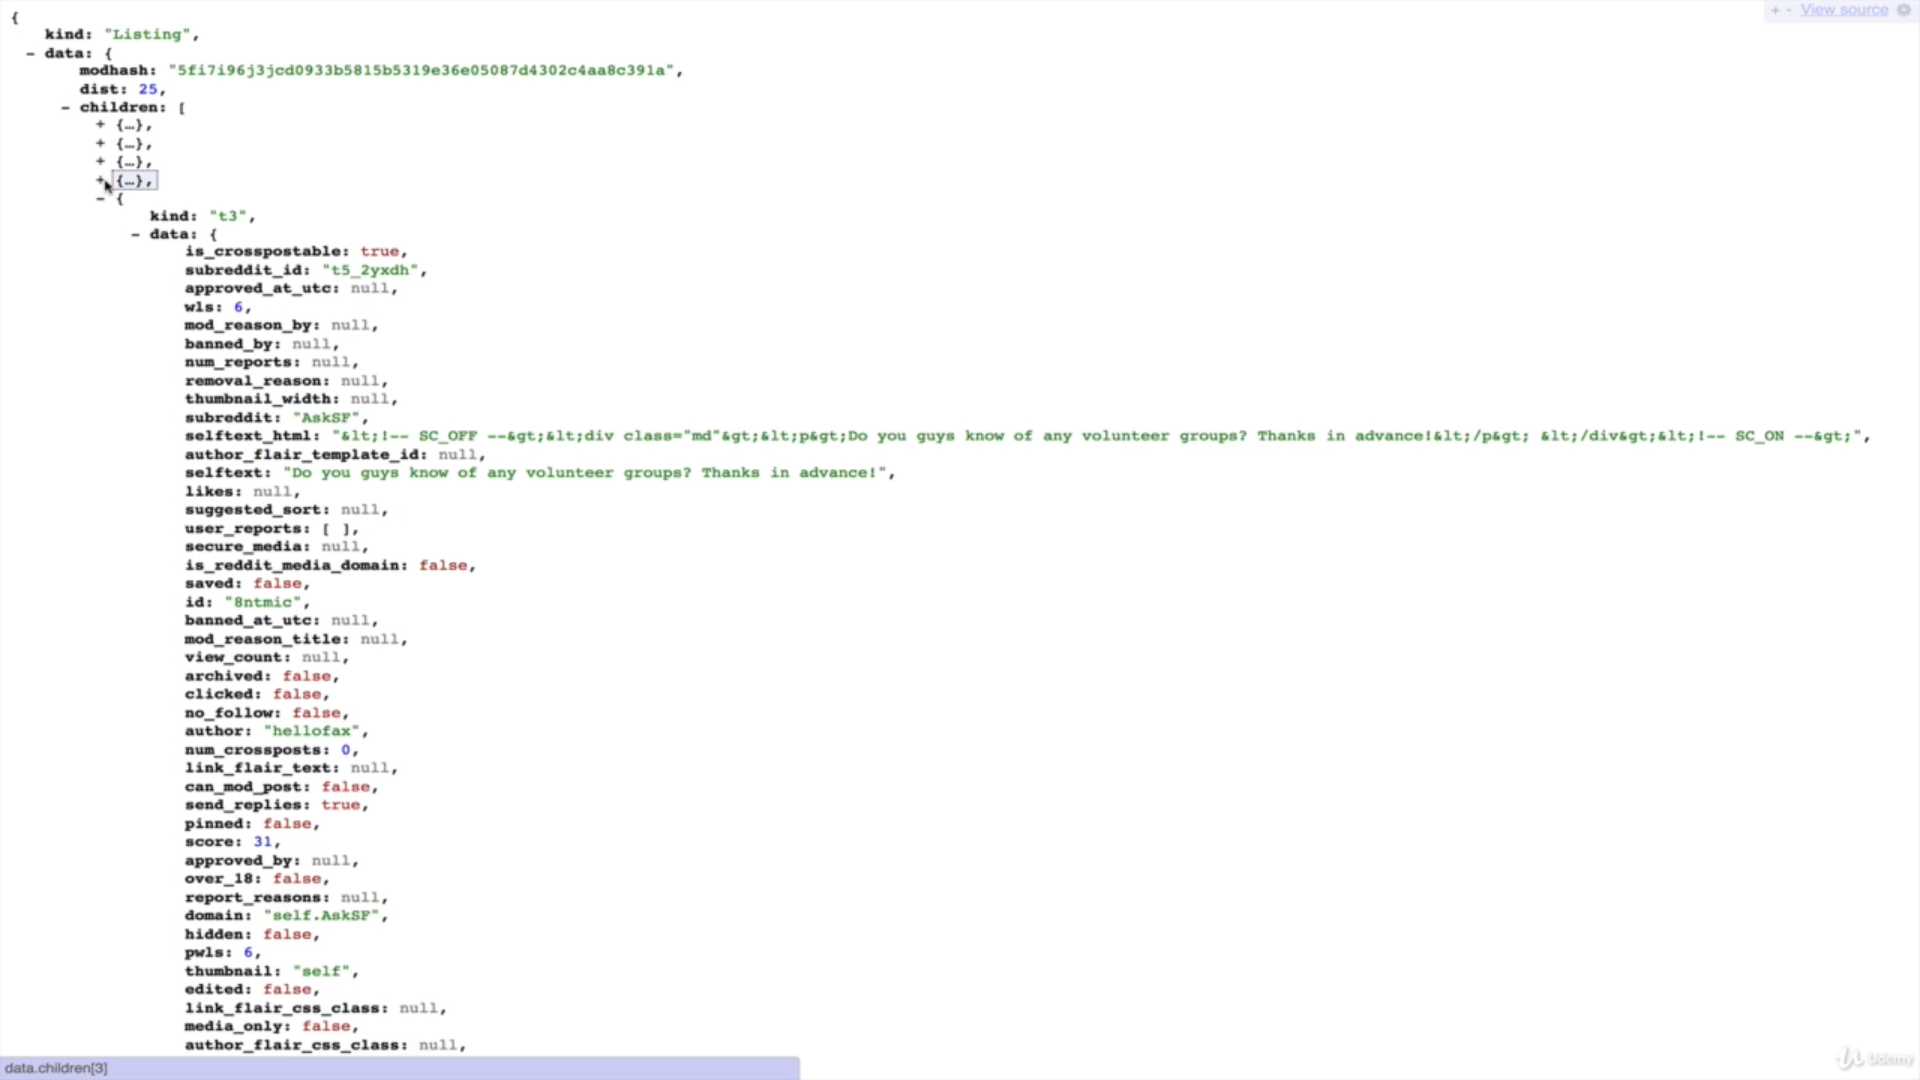 + - View source
{
kind: "Listing",
- data: {
modhash: "5fi7i96j3jcd0933b5815b5319e36e05087d4302c4aa8c391a",
dist: 25,
- children: [
+ {…},
+ {…},
+ {…},
+ {…},
- {
kind: "t3",
- data: {
is_crosspostable: true,
subreddit_id: "t5_2yxdh",
approved_at_utc: null,
wls: 6,
mod_reason_by: null,
banned_by: null,
num_reports: null,
removal_reason: null,
thumbnail_width: null,
subreddit: "AskSF",
selftext_html: "&lt;!-- SC_OFF --&gt;&lt;div class="md"&gt;&lt;p&gt;Do you guys know of any volunteer groups? Thanks in advance!&lt;/p&gt; &lt;/div&gt;&lt;!-- SC_ON --&gt;",
author_flair_template_id: null,
selftext: "Do you guys know of any volunteer groups? Thanks in advance!",
likes: null,
suggested_sort: null,
user_reports: [ ],
secure_media: null,
is_reddit_media_domain: false,
saved: false,
id: "8ntmic",
banned_at_utc: null,
mod_reason_title: null,
view_count: null,
archived: false,
clicked: false,
no_follow: false,
author: "hellofax",
num_crossposts: 0,
link_flair_text: null,
can_mod_post: false,
send_replies: true,
pinned: false,
score: 31,
approved_by: null,
over_18: false,
report_reasons: null,
domain: "self.AskSF",
hidden: false,
pwls: 6,
thumbnail: "self",
edited: false,
link_flair_css_class: null,
media_only: false,
author_flair_css_class: null,
data.children[3]
Udemy